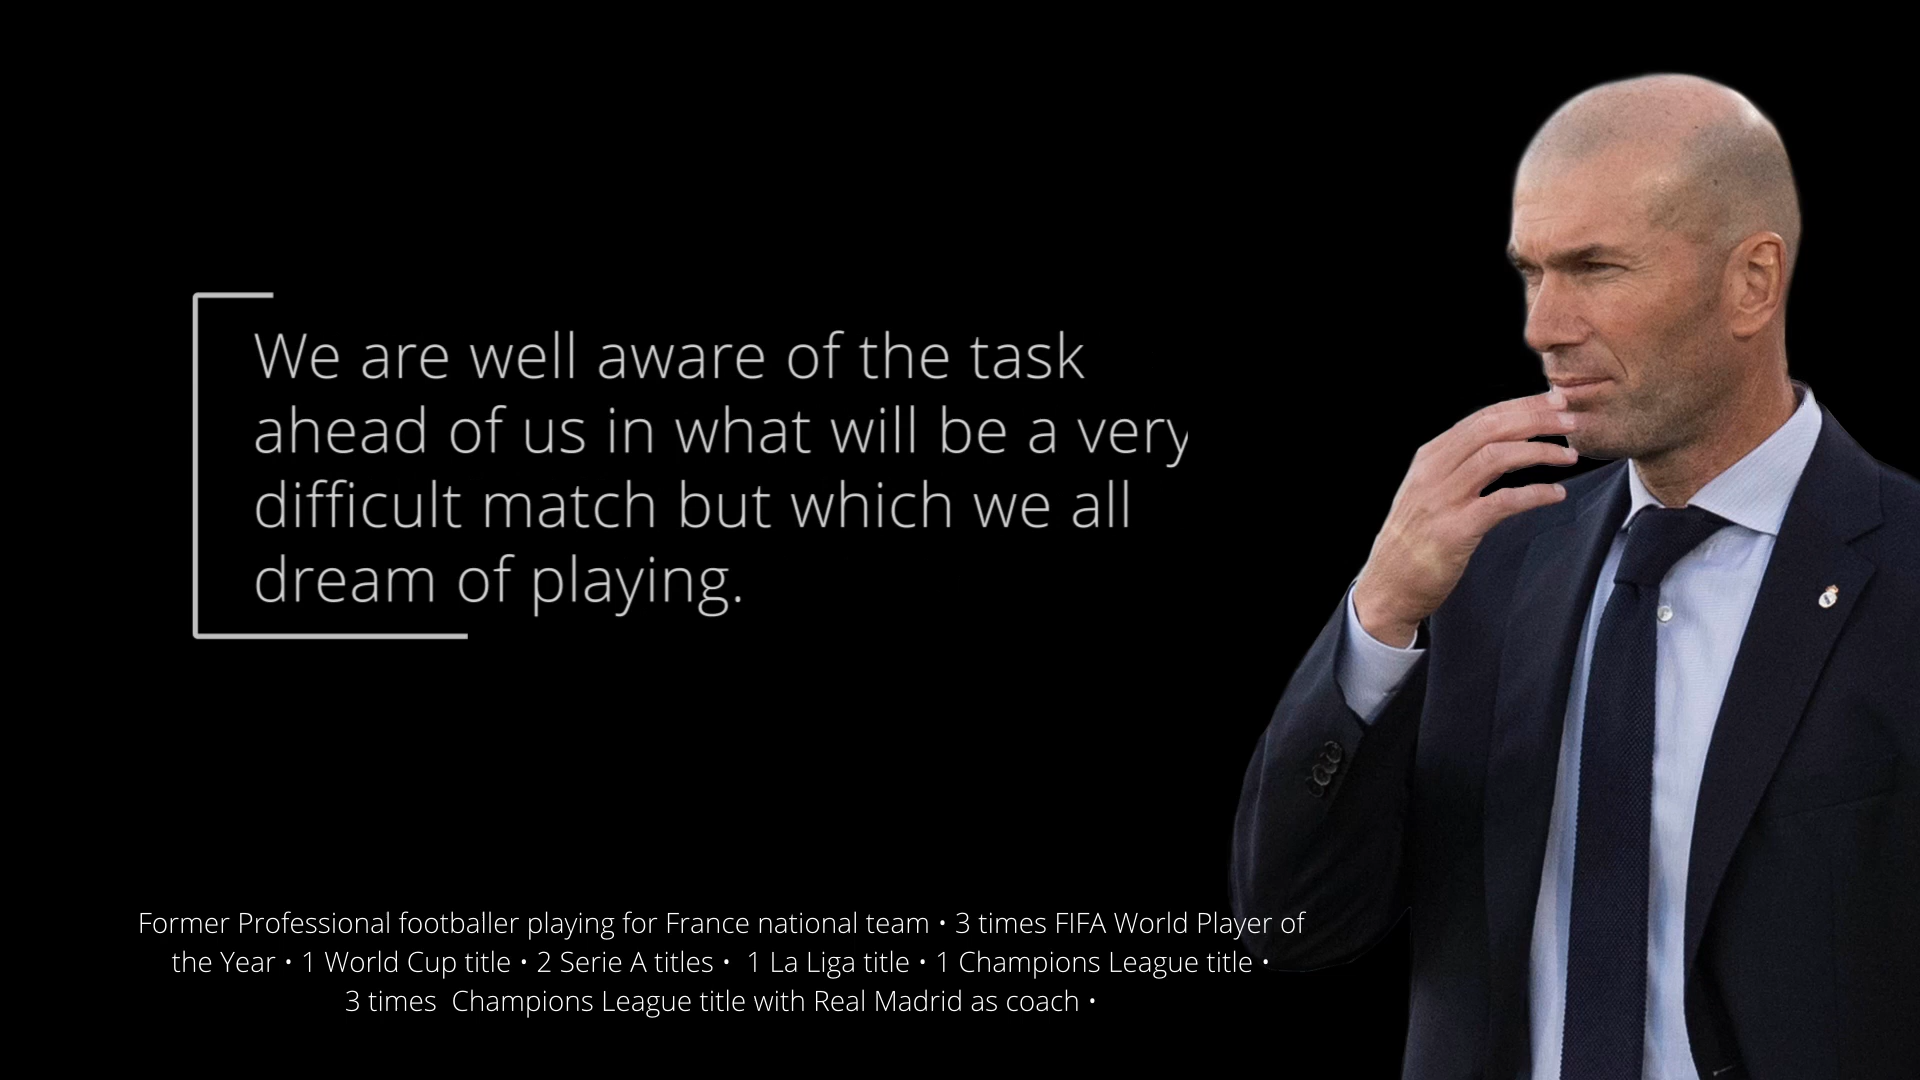 We are well aware of the task
ahead of us in what will be a very
difficult match but which we all
dream of playing.
Former Professional footballer playing for France national team • 3 times FIFA World Player of
the Year • 1 World Cup title • 2 Serie A titles •  1 La Liga title • 1 Champions League title •
3 times  Champions League title with Real Madrid as coach •